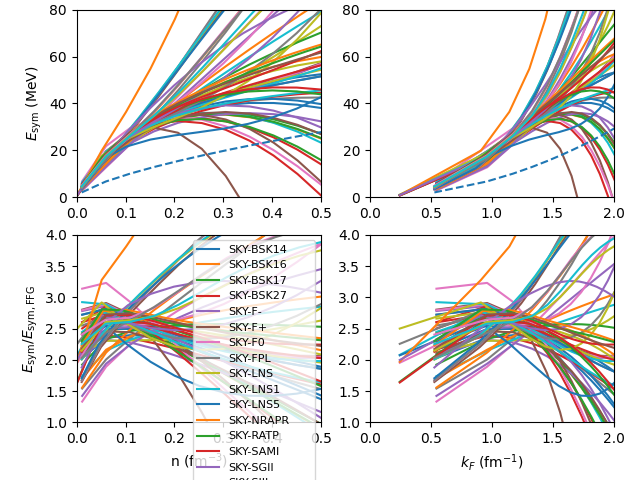 E_sym (MeV)
80
60
40
20
0
0.0 0.1 0.2 0.3 0.4 0.5
80
60
40
20
0
0.0 0.5 1.0 1.5 2.0
E_sym/E_sym, FFG
4.0
3.5
3.0
2.5
2.0
1.5
1.0
0.0 0.1 0.2 0.3 0.4 0.5
n (fm⁻³)
SKY-BSK14
SKY-BSK16
SKY-BSK17
SKY-BSK27
SKY-F-
SKY-F+
SKY-F0
SKY-FPL
SKY-LNS
SKY-LNS1
SKY-LNS5
SKY-NRAPR
SKY-RATP
SKY-SAMI
SKY-SGII
4.0
3.5
3.0
2.5
2.0
1.5
1.0
0.0 0.5 1.0 1.5 2.0
k_F (fm⁻¹)